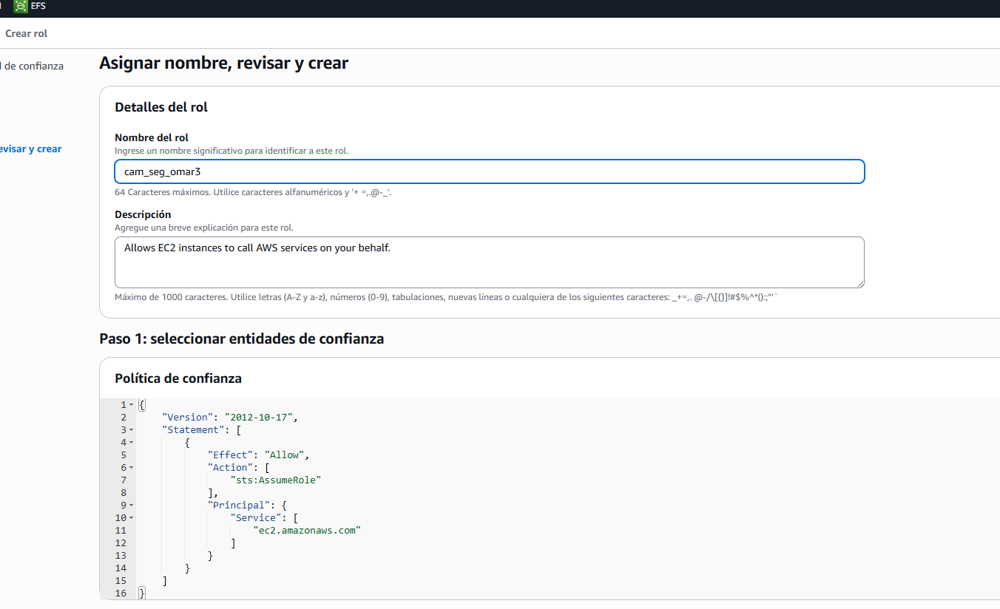 EFS
Crear rol
de confianza
Asignar nombre, revisar y crear
Detalles del rol
Nombre del rol
Ingrese un nombre significativo para identificar a este rol.
cam_seg_omar3
64 Caracteres máximos. Utilice caracteres alfanuméricos y '+ =,.@-_'.
Descripción
Agregue una breve explicación para este rol.
evisar y crear
Allows EC2 instances to call AWS services on your behalf.
Máximo de 1000 caracteres. Utilice letras (A-Z y a-z), números (0-9), tabulaciones, nuevas líneas o cualquiera de los siguientes caracteres: _+=,. @-/\[{}]!#$%^*();:"'`
Paso 1: seleccionar entidades de confianza
Política de confianza
1 {
2 "Version": "2012-10-17",
3 "Statement": [
4 {
5 "Effect": "Allow",
6 "Action": [
7 "sts:AssumeRole"
8 ],
9 "Principal": {
10 "Service": [
11 "ec2.amazonaws.com"
12 ]
13 }
14 }
15 ]
16 }